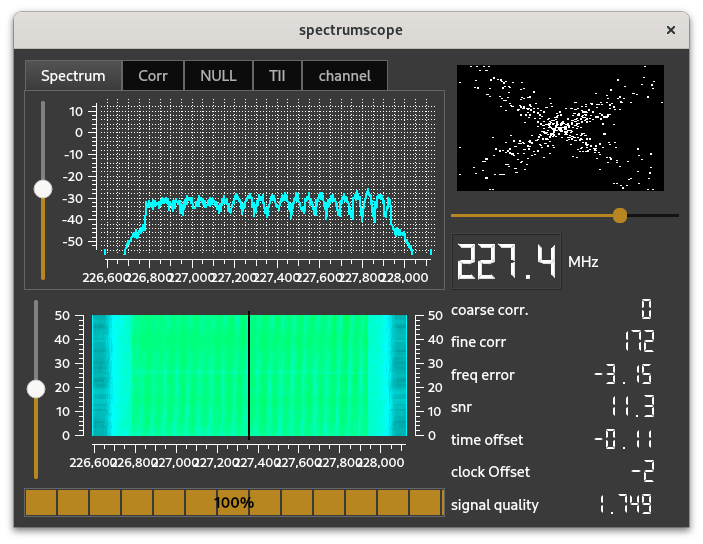 spectrumscope ×
Spectrum Corr NULL TII channel
10
0
-10
-20
-30
-40
-50
226,600 226,800 227,000 227,200 227,400 227,600 227,800 228,000
227.4 MHz
50 50
40 40
30 30
20 20
10 10
0 0
226,600 226,800 227,000 227,200 227,400 227,600 227,800 228,000
100%
coarse corr. 0
fine corr 172
freq error -3.15
snr 11.3
time offset -0.11
clock Offset -2
signal quality 1.749